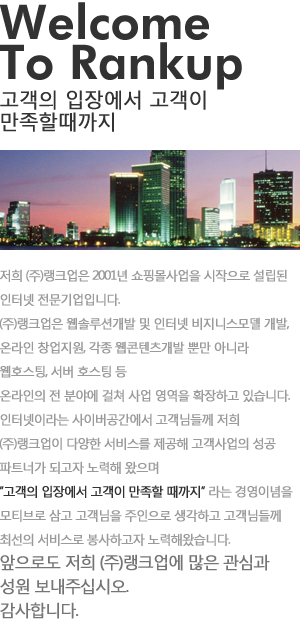 Welcome
To Rankup
고객의 입장에서 고객이
만족할때까지
저희 (주)랭크업은 2001년 쇼핑몰사업을 시작으로 설립된
인터넷 전문기업입니다.
(주)랭크업은 웹솔루션개발 및 인터넷 비지니스모델 개발,
온라인 창업지원, 각종 웹콘텐츠개발 뿐만 아니라
웹호스팅, 서버 호스팅 등
온라인의 전 분야에 걸쳐 사업 영역을 확장하고 있습니다.
인터넷이라는 사이버공간에서 고객님들께 저희
(주)랭크업이 다양한 서비스를 제공해 고객사업의 성공
파트너가 되고자 노력해 왔으며
“고객의 입장에서 고객이 만족할 때까지” 라는 경영이념을
모티브로 삼고 고객님을 주인으로 생각하고 고객님들께
최선의 서비스로 봉사하고자 노력해왔습니다.
앞으로도 저희 (주)랭크업에 많은 관심과
성원 보내주십시오.
감사합니다.